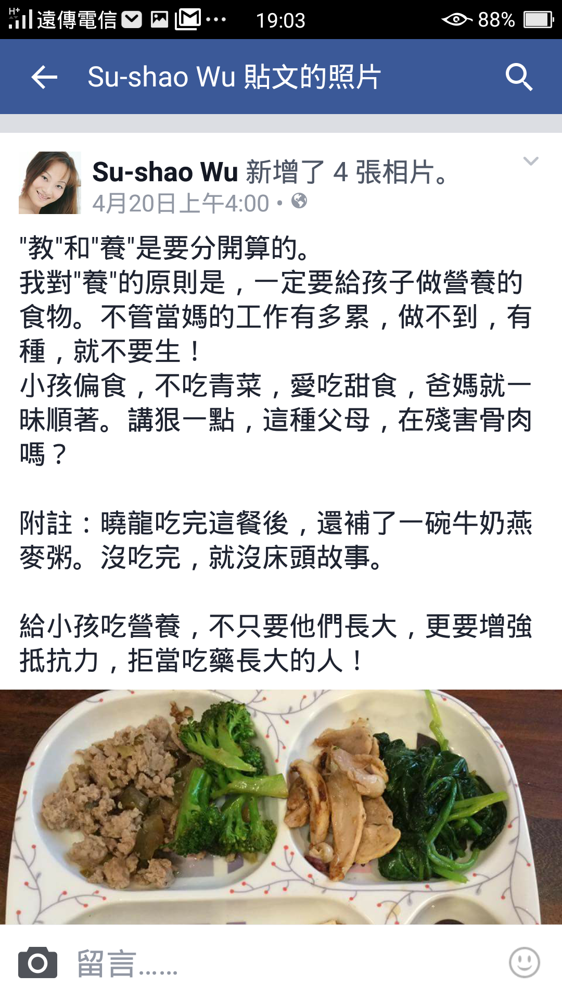 H+ 遠傳電信 19:03 88%
Su-shao Wu 貼文的照片
Su-shao Wu 新增了 4 張相片。
4月20日上午4:00 •
"教"和"養"是要分開算的。
我對"養"的原則是，一定要給孩子做營養的
食物。不管當媽的工作有多累，做不到，有
種，就不要生！
小孩偏食，不吃青菜，愛吃甜食，爸媽就一
昧順著。講狠一點，這種父母，在殘害骨肉
嗎？
附註：曉龍吃完這餐後，還補了一碗牛奶燕
麥粥。沒吃完，就沒床頭故事。
給小孩吃營養，不只要他們長大，更要增強
抵抗力，拒當吃藥長大的人！
留言......